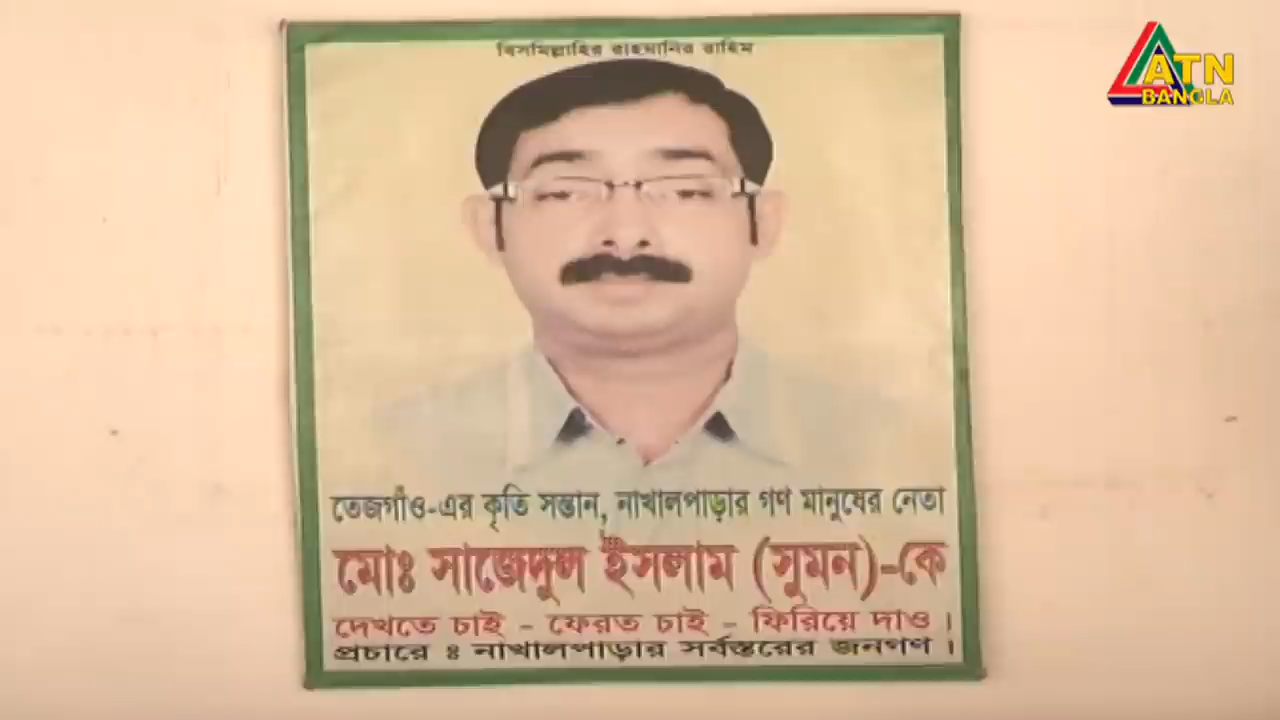 বিসমিল্লাহির রাহমানির রাহিম
ATN
BANGLA
তেজগাঁও-এর কৃতি সন্তান, নাখালপাড়ার গণ মানুষের নেতা
মোঃ সাজেদুল ইসলাম (সুমন)-কে
দেখতে চাই - ফেরত চাই - ফিরিয়ে দাও ।
প্রচারে ঃ নাখালপাড়ার সর্বস্তরের জনগণ ।